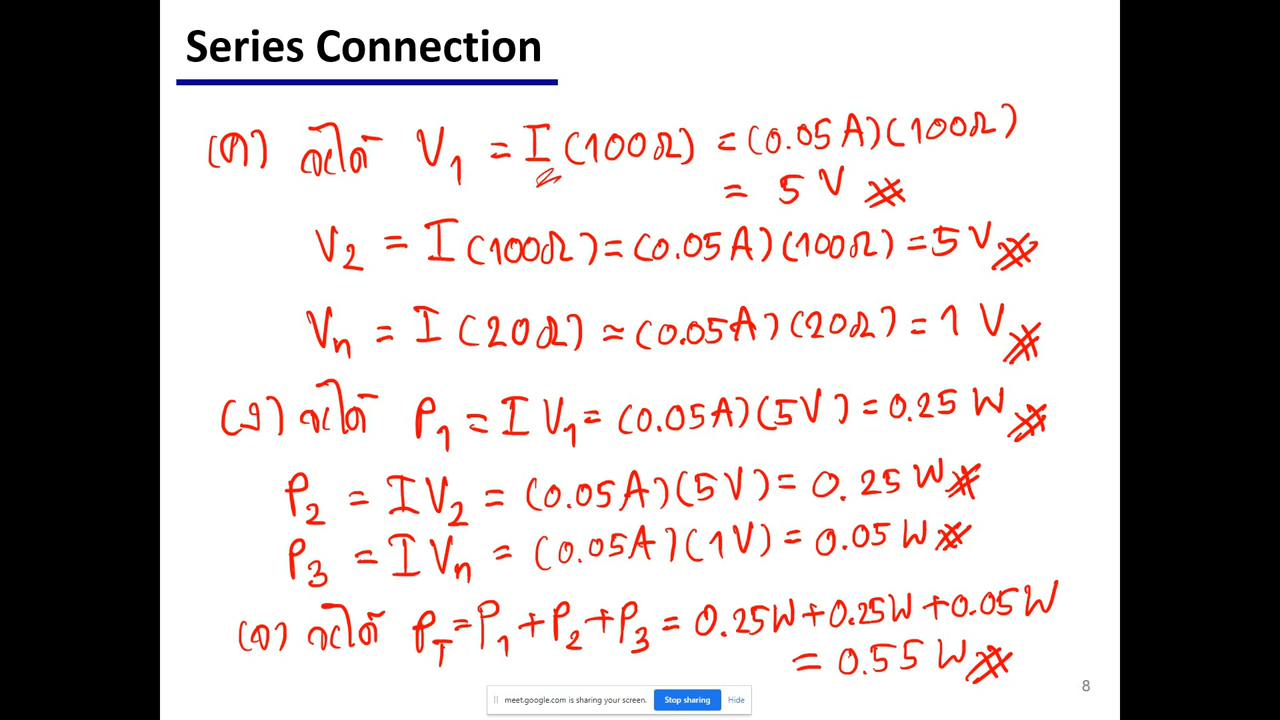 Series Connection
(ค) จะได้ V₁ = I (100Ω) = (0.05 A)(100Ω)
= 5 V
V₂ = I (100Ω) = (0.05 A)(100Ω) = 5 V
Vn = I (20Ω) = (0.05A)(20Ω) = 1 V
(ง) จะได้ P₁ = I V₁ = (0.05A)(5V) = 0.25 W
P₂ = I V₂ = (0.05A)(5V) = 0.25 W
P₃ = I Vn = (0.05A)(1V) = 0.05 W
(จ) จะได้ PT = P₁ + P₂ + P₃ = 0.25W + 0.25W + 0.05W
= 0.55 W
8
meet.google.com is sharing your screen. Stop sharing Hide